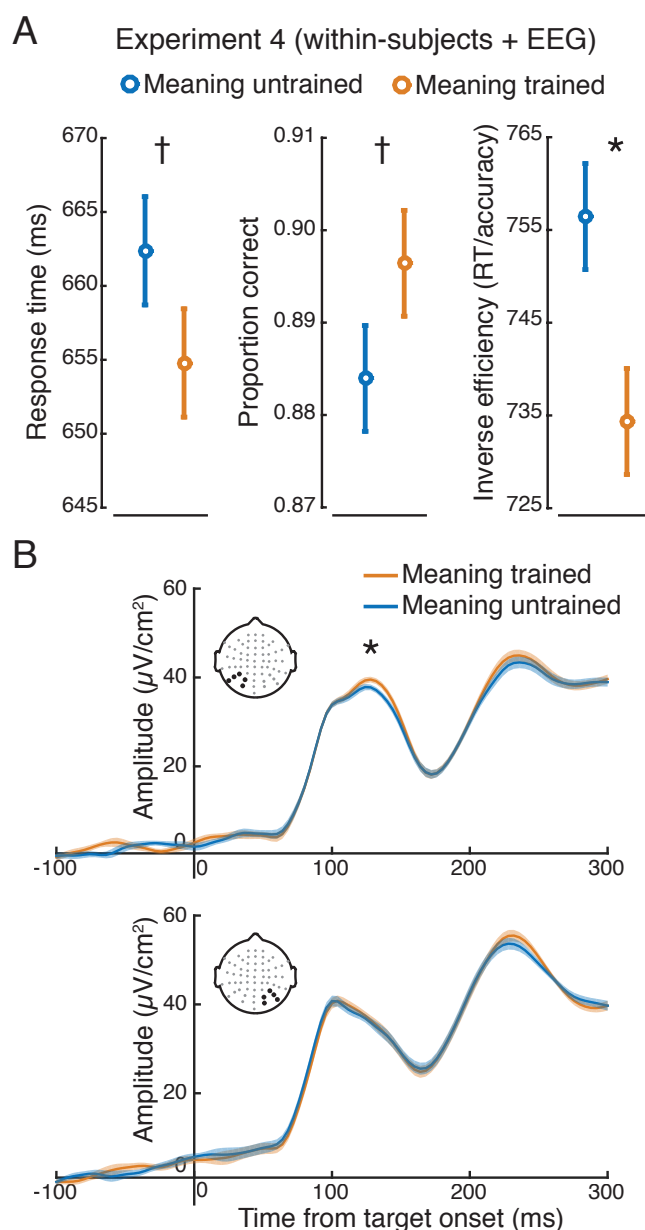 A
Experiment 4 (within-subjects + EEG)
Meaning untrained
Meaning trained
Response time (ms)
670
665
660
655
650
645
†
Proportion correct
0.91
0.90
0.89
0.88
0.87
†
Inverse efficiency (RT/accuracy)
765
755
745
735
725
*
B
Meaning trained
Meaning untrained
Amplitude (µV/cm²)
60
40
20
0
*
-100
0
100
200
300
Amplitude (µV/cm²)
60
40
20
0
-100
0
100
200
300
Time from target onset (ms)